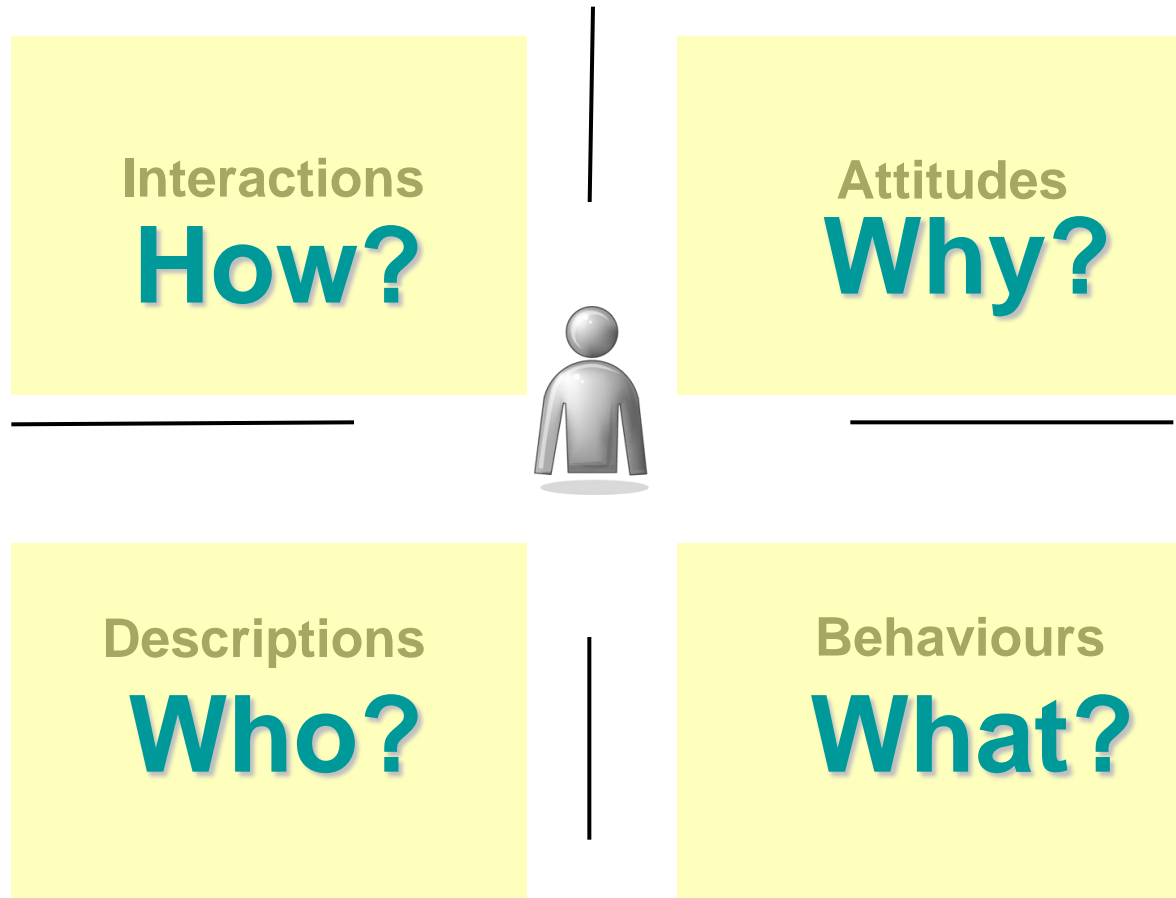 Interactions
How?
Attitudes
Why?
Descriptions
Who?
Behaviours
What?